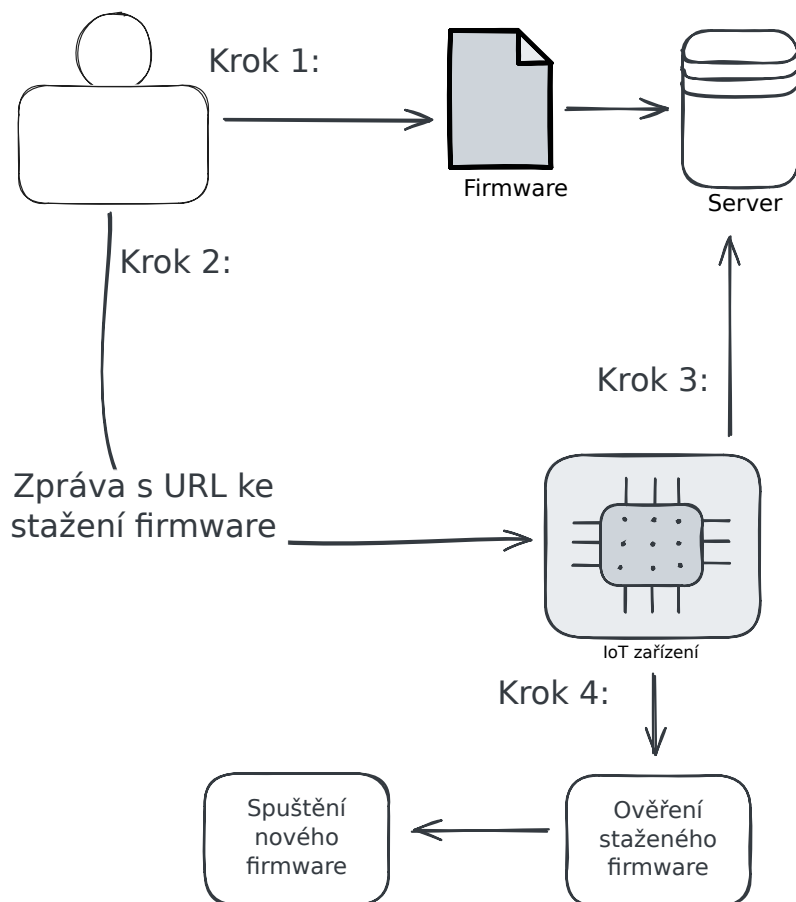 Krok 1:
Firmware
Server
Krok 2:
Krok 3:
Zpráva s URL ke
stažení firmware
IoT zařízení
Krok 4:
Spuštění
nového
firmware
Ověření
staženého
firmware